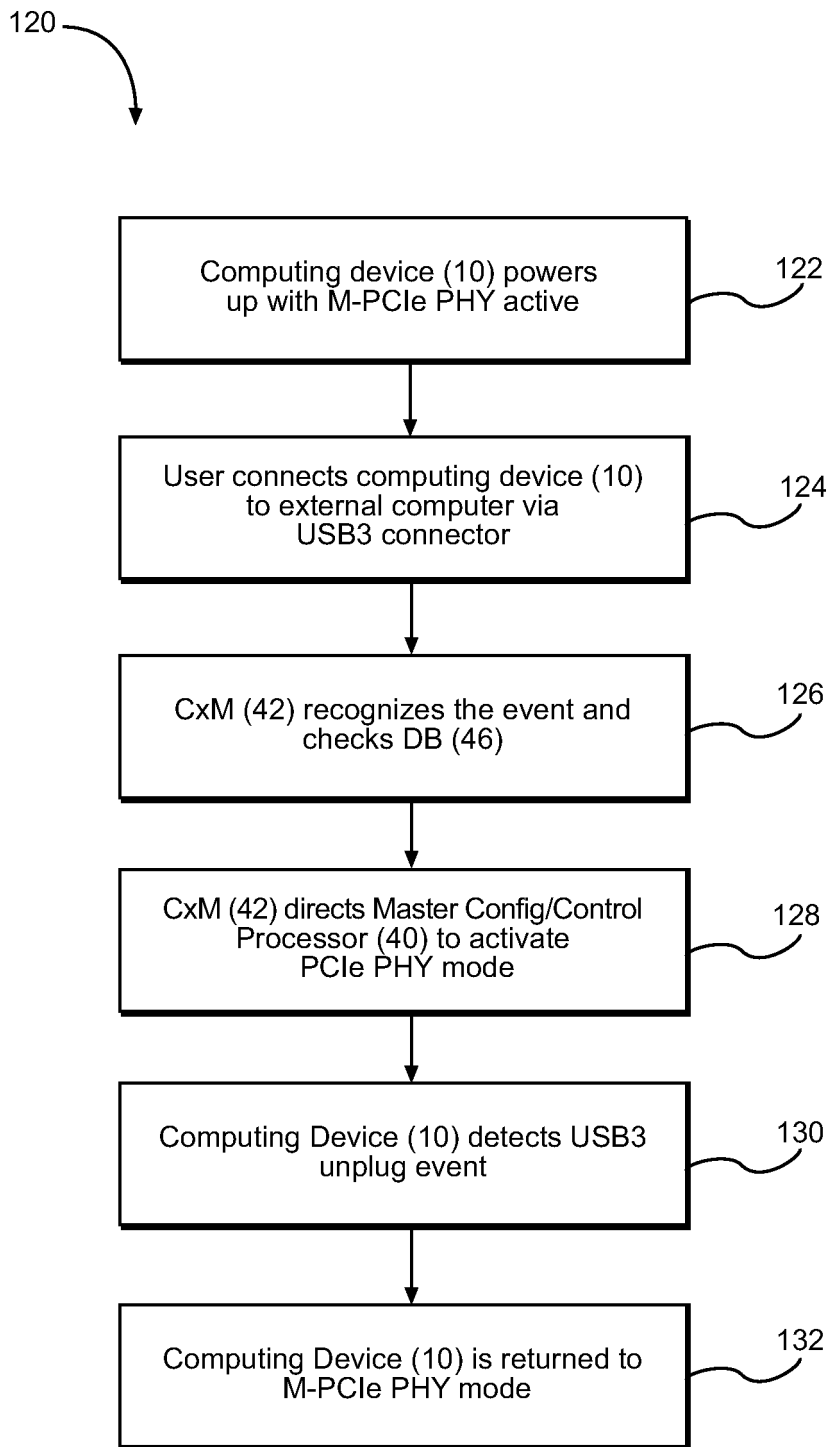 120
Computing device (10) powers
up with M-PCIe PHY active
122
User connects computing device (10)
to external computer via
USB3 connector
124
CxM (42) recognizes the event and
checks DB (46)
126
CxM (42) directs Master Config/Control
Processor (40) to activate
PCIe PHY mode
128
Computing Device (10) detects USB3
unplug event
130
Computing Device (10) is returned to
M-PCIe PHY mode
132